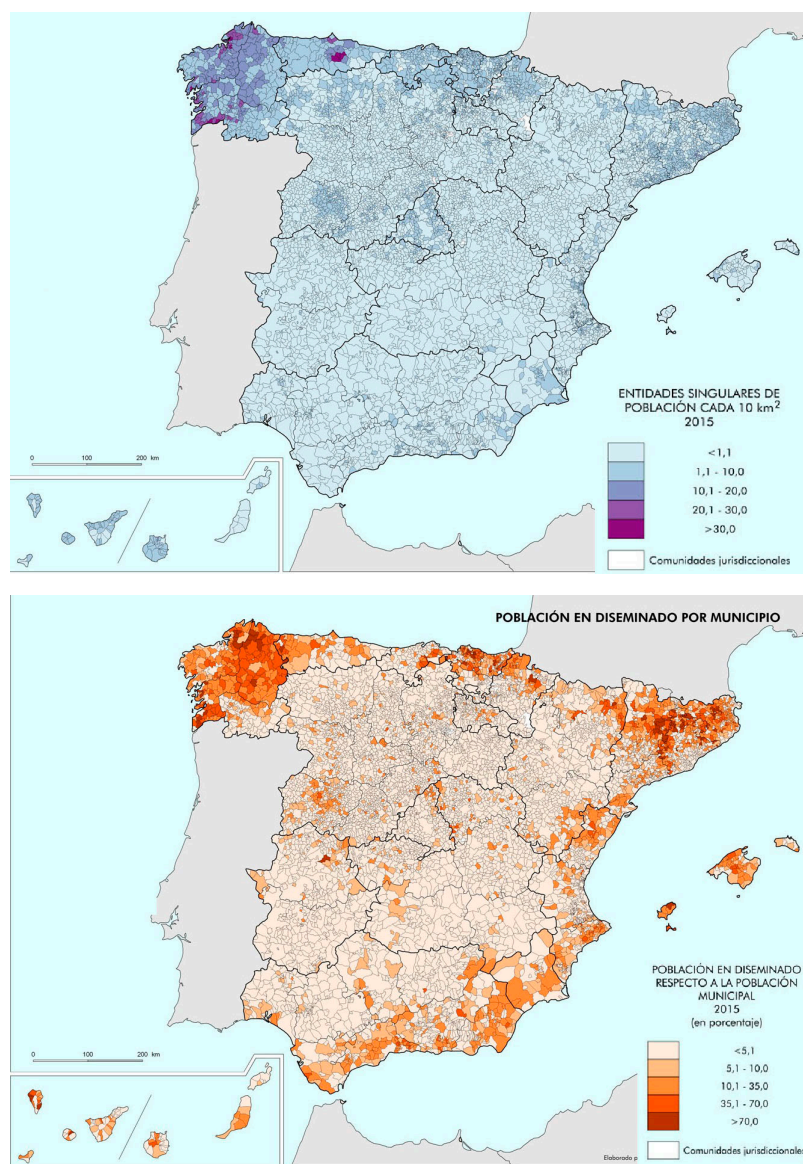 ENTIDADES SINGULARES DE
POBLACIÓN CADA 10 km2
2015
<1,1
1,1 - 10,0
10,1 - 20,0
20,1 - 30,0
>30,0
Comunidades jurisdiccionales
0 100 200 km
POBLACIÓN EN DISEMINADO POR MUNICIPIO
POBLACIÓN EN DISEMINADO
RESPECTO A LA POBLACIÓN
MUNICIPAL
2015
(en porcentaje)
<5,1
5,1 - 10,0
10,1 - 35,0
35,1 - 70,0
>70,0
Comunidades jurisdiccionales
0 100 200 km
Elaborado p